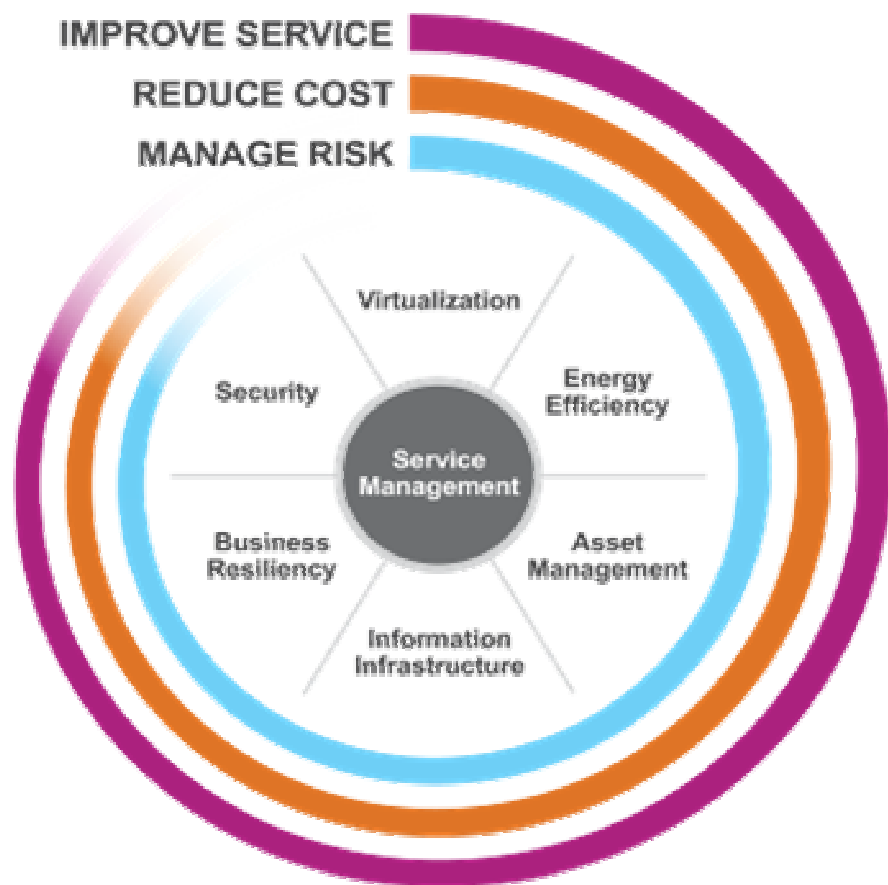 IMPROVE SERVICE
REDUCE COST
MANAGE RISK
Virtualization
Security
Energy
Efficiency
Service
Management
Business
Resiliency
Asset
Management
Information
Infrastructure